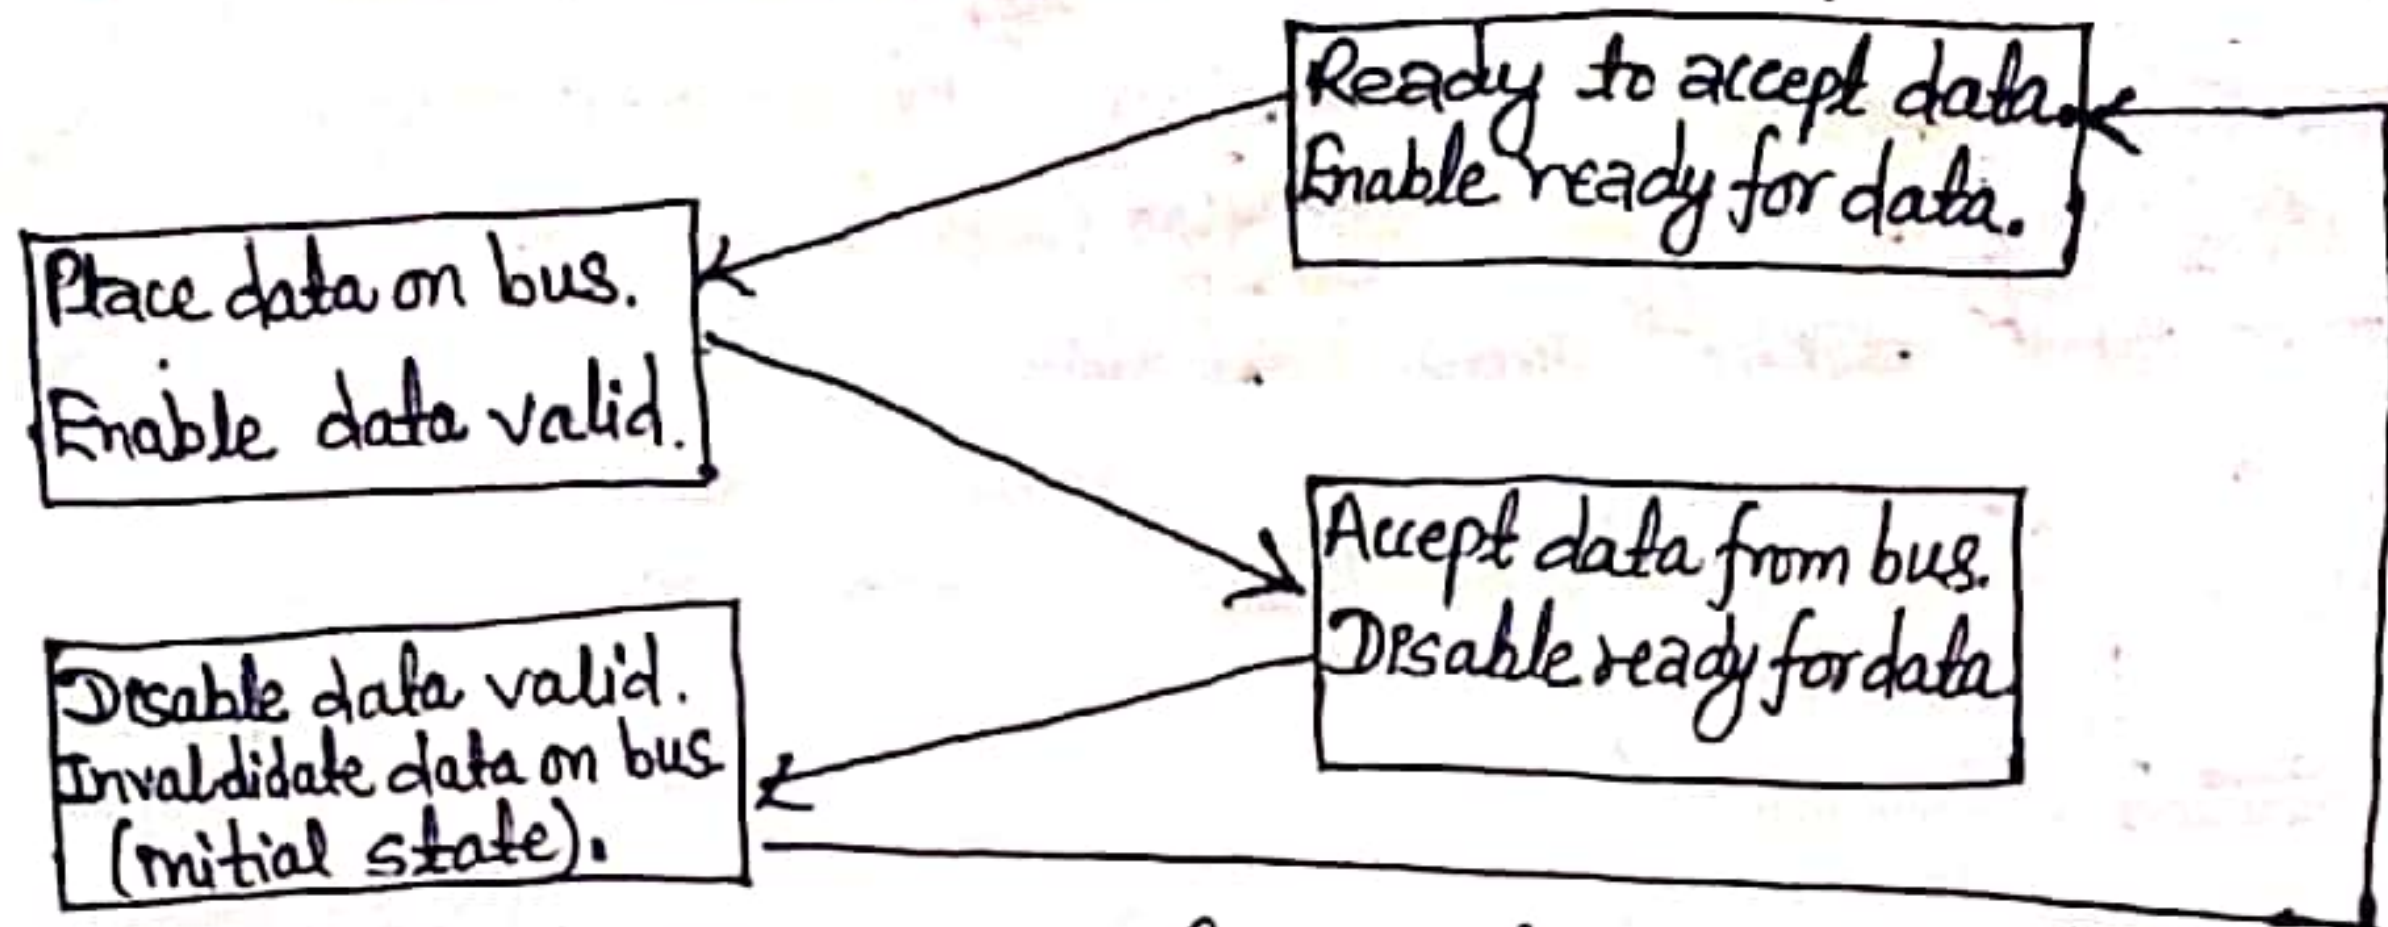 Ready to accept data.
Enable ready for data.
Place data on bus.
Enable data valid.
Accept data from bus.
Disable ready for data
Disable data valid.
Invaldidate data on bus
(initial state).